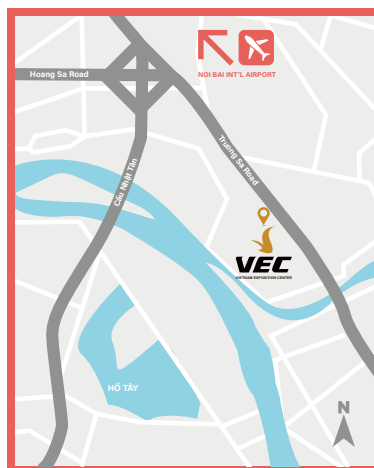 NOI BAI INT'L AIRPORT
Hoang Sa Road
Truong Sa Road
Cầu Nhật Tân
VEC
VIETNAM EXPOSITION CENTER
HỒ TÂY
N